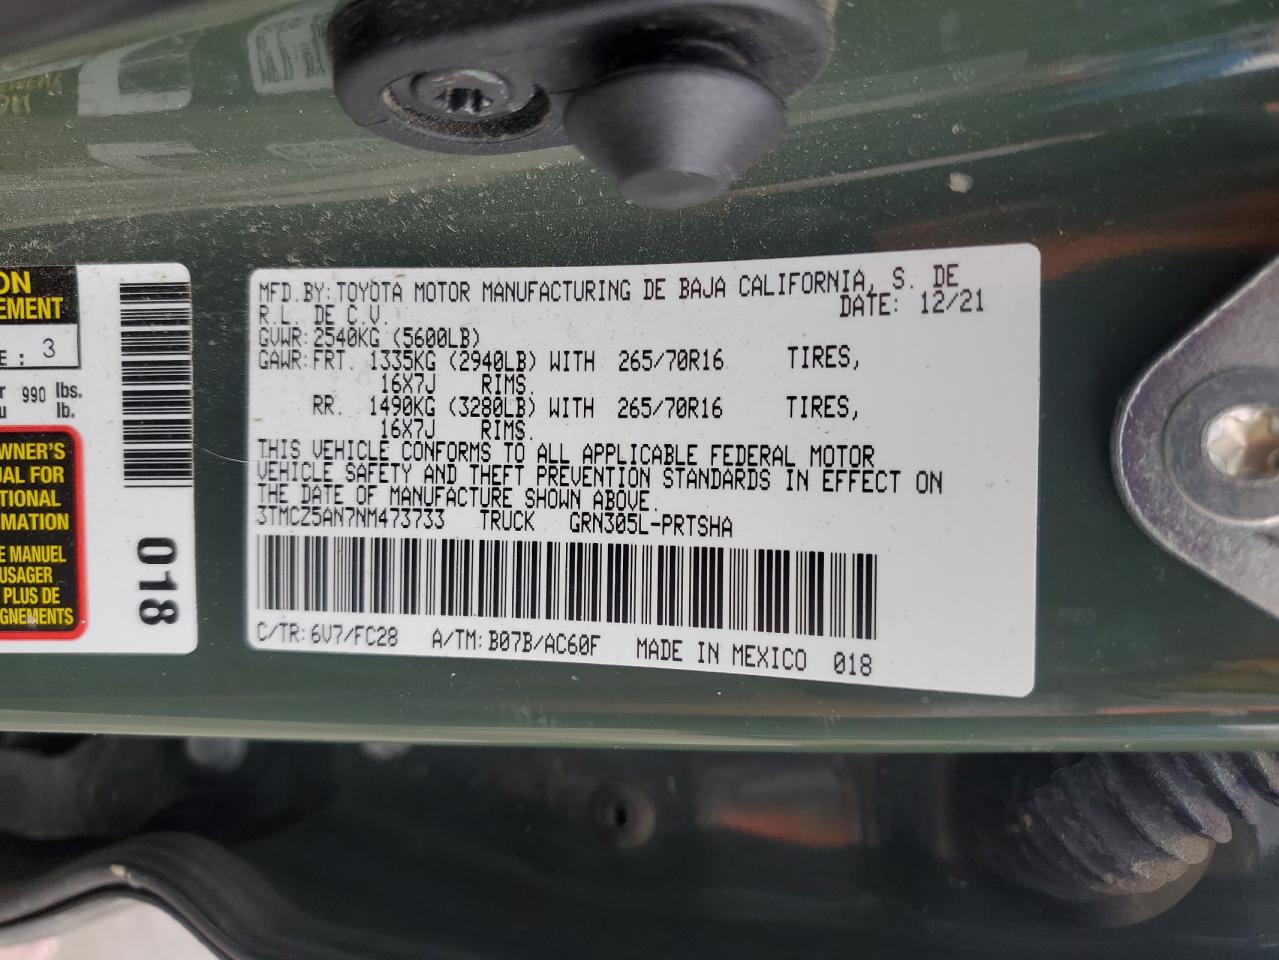 MFD.BY:TOYOTA MOTOR MANUFACTURING DE BAJA CALIFORNIA, S. DE
R.L. DE C.V. DATE: 12/21
GVWR:2540KG (5600LB)
GAWR:FRT. 1335KG (2940LB) WITH 265/70R16 TIRES,
16X7J RIMS.
RR. 1490KG (3280LB) WITH 265/70R16 TIRES,
16X7J RIMS.
THIS VEHICLE CONFORMS TO ALL APPLICABLE FEDERAL MOTOR
VEHICLE SAFETY AND THEFT PREVENTION STANDARDS IN EFFECT ON
THE DATE OF MANUFACTURE SHOWN ABOVE.
3TMCZ5AN7NM473733 TRUCK GRN305L-PRTSHA
C/TR:6V7/FC28 A/TM:B07B/AC60F MADE IN MEXICO 018
ON
EMENT
E : 3
r 990 lbs.
u lb.
WNER'S
UAL FOR
TIONAL
RMATION
E MANUEL
USAGER
PLUS DE
GNEMENTS
018